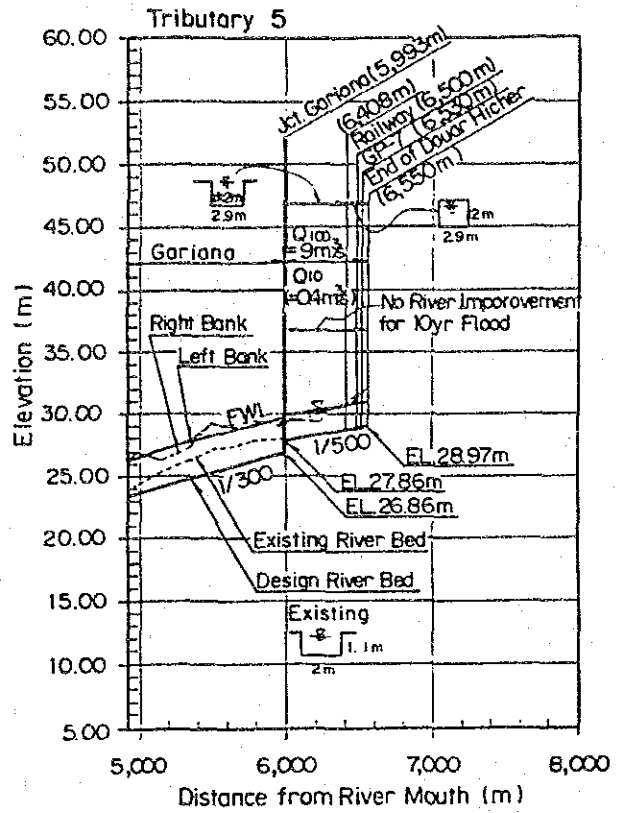 Tributary 5
60.00
55.00
50.00
45.00
40.00
35.00
30.00
25.00
20.00
15.00
10.00
5.00
Elevation (m)
Jct. Gariana (5,993m)
(6,408m)
Railway (6,500m)
GP-7 (6,530m)
End of Douar Hicher
(6,550m)
2.9m
2m
2.9m
Q100
=9m³/s
Gariana
Q10
(=04m³/s)
No River Imporovement
for 10yr Flood
Right Bank
Left Bank
FWL
1/500
1/300
EL. 28.97m
EL. 27.86m
EL. 26.86m
Existing River Bed
Design River Bed
Existing
1.1m
2m
5,000
6,000
7,000
8,000
Distance from River Mouth (m)